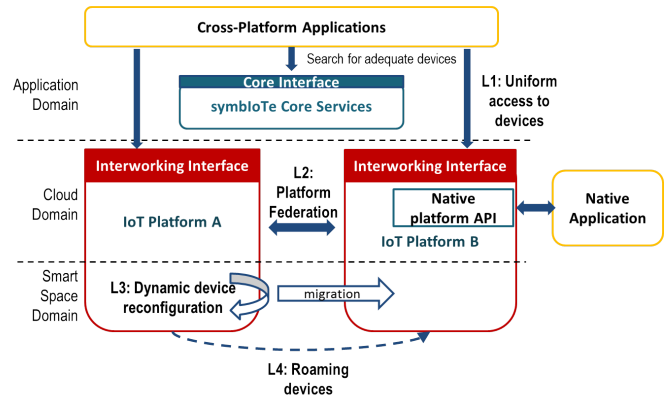 Cross-Platform Applications
Search for adequate devices
Core Interface
symbIoTe Core Services
Application
Domain
L1: Uniform
access to
devices
Interworking Interface
Interworking Interface
L2:
Platform
Federation
Cloud
Domain
IoT Platform A
Native
platform API
IoT Platform B
Native
Application
Smart
Space
Domain
L3: Dynamic device
reconfiguration
migration
L4: Roaming
devices